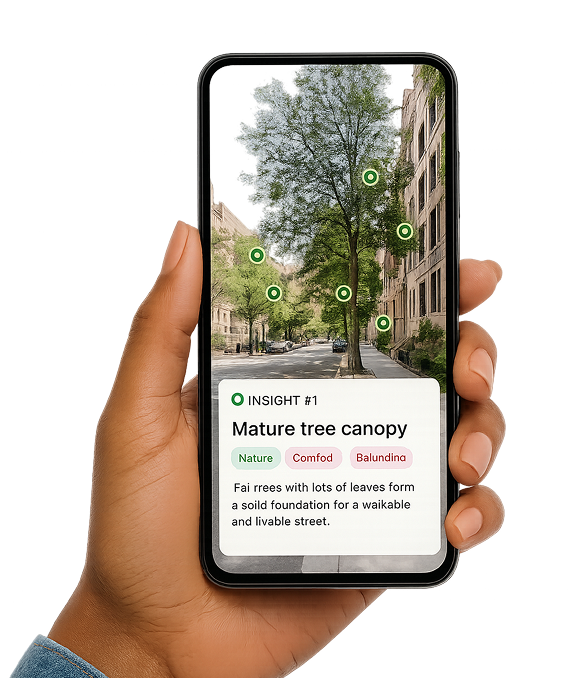 INSIGHT #1
Mature tree canopy
Nature Comfod Balundina
Fai rrees with lots of leaves form
a soild foundation for a waikable
and livable street.